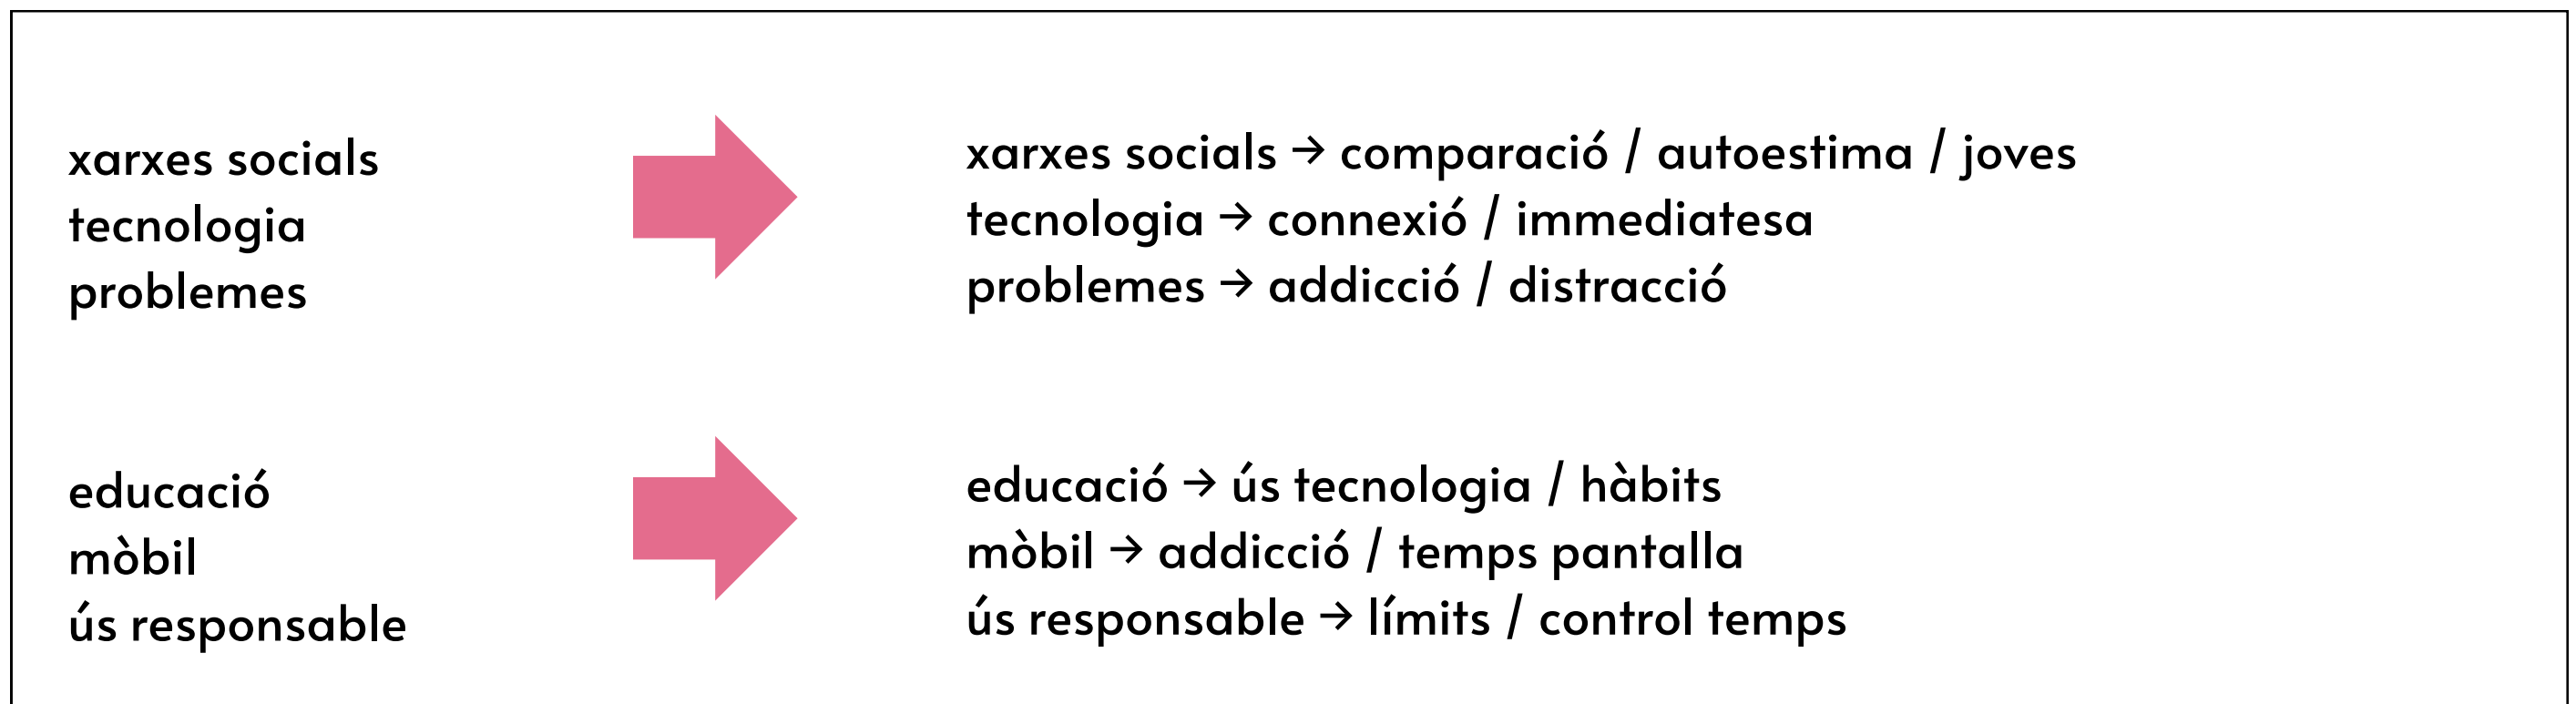 xarxes socials
tecnologia
problemes
xarxes socials → comparació / autoestima / joves
tecnologia → connexió / immediatesa
problemes → addicció / distracció
educació
mòbil
ús responsable
educació → ús tecnologia / hàbits
mòbil → addicció / temps pantalla
ús responsable → límits / control temps